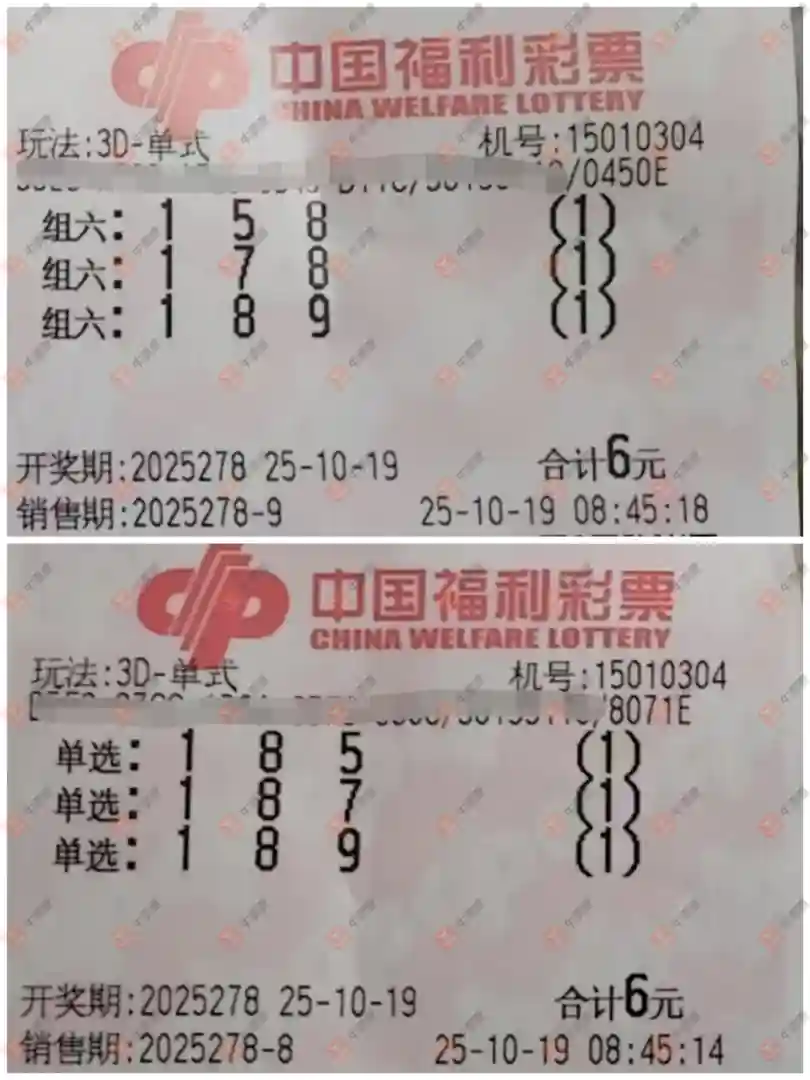 中国福利彩票
CHINA WELFARE LOTTERY
玩法:3D-单式 机号:15010304
/0450E
组六: 1 5 8 (1)
组六: 1 7 8 (1)
组六: 1 8 9 (1)
开奖期:2025278 25-10-19 合计6元
销售期:2025278-9 25-10-19 08:45:18
中国福利彩票
CHINA WELFARE LOTTERY
玩法:3D-单式 机号:15010304
/8071E
单选: 1 8 5 (1)
单选: 1 8 7 (1)
单选: 1 8 9 (1)
开奖期:2025278 25-10-19 合计6元
销售期:2025278-8 25-10-19 08:45:14